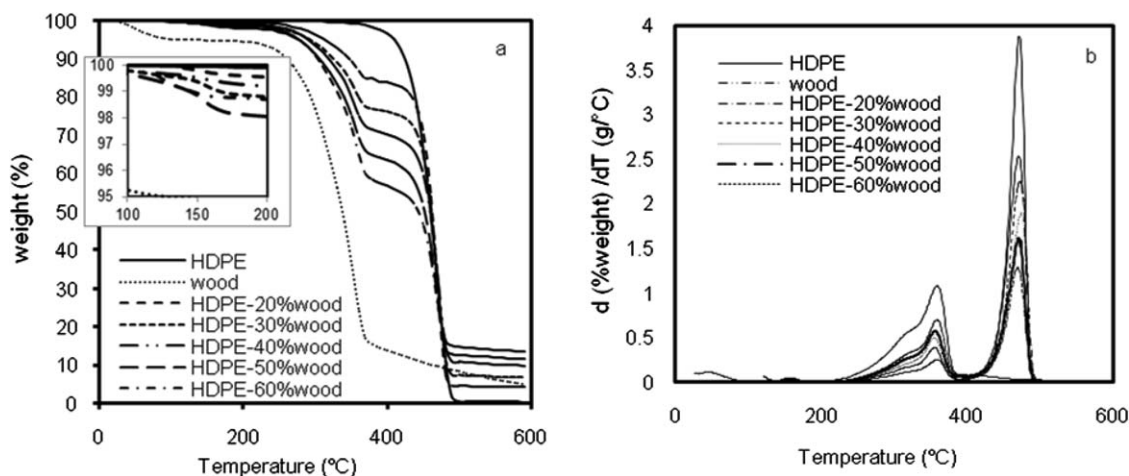 a
weight (%)
100
90
80
70
60
50
40
30
20
10
0
100
99
98
97
96
95
100 150 200
HDPE
wood
HDPE-20%wood
HDPE-30%wood
HDPE-40%wood
HDPE-50%wood
HDPE-60%wood
0 200 400 600
Temperature (ºC)
b
d (%weight) /dT (g/°C)
4
3.5
3
2.5
2
1.5
1
0.5
0
HDPE
wood
HDPE-20%wood
HDPE-30%wood
HDPE-40%wood
HDPE-50%wood
HDPE-60%wood
0 200 400 600
Temperature (ºC)